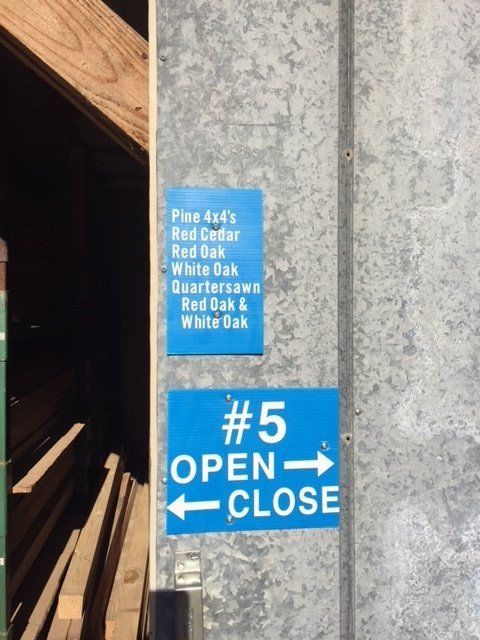 Pine 4x4's
Red Cedar
Red Oak
White Oak
Quartersawn
Red Oak &
White Oak
#5
OPEN →
← CLOSE